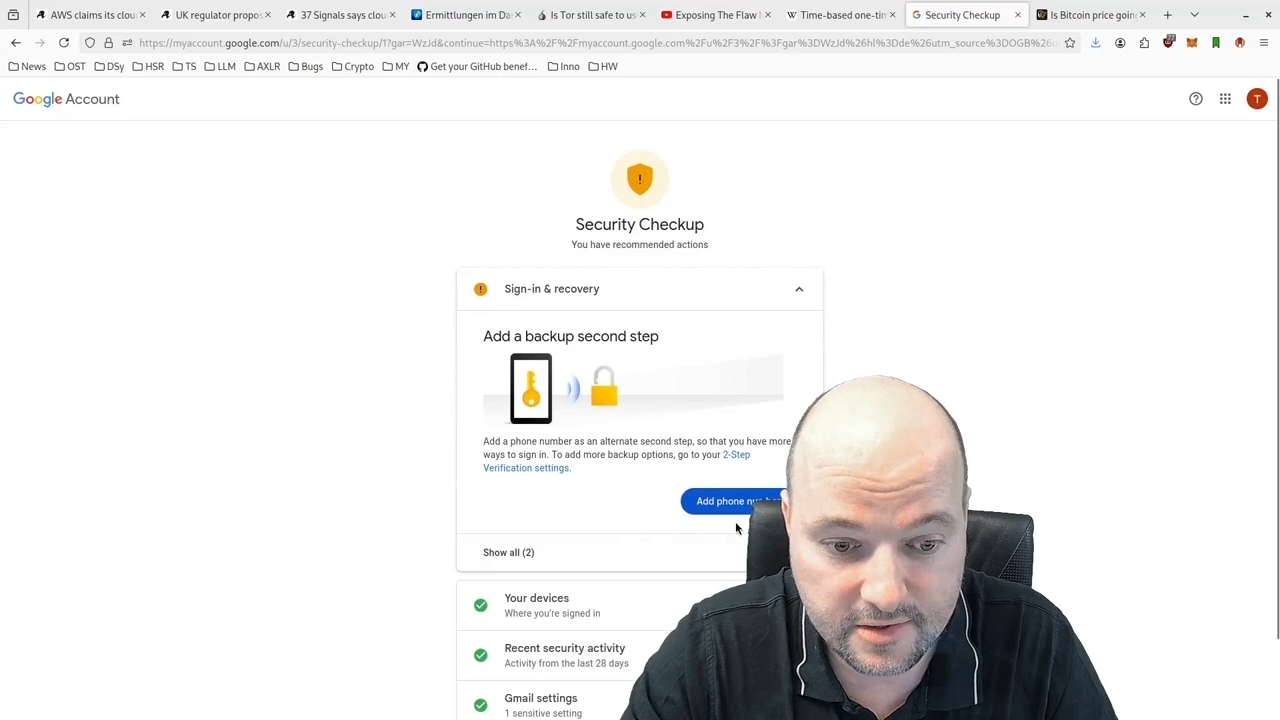 AWS claims its clou
UK regulator propos
37 Signals says clou
Ermittlungen im Da
Is Tor still safe to us
Exposing The Flaw I
Time-based one-tim
Security Checkup
Is Bitcoin price goin
https://myaccount.google.com/u/3/security-checkup/1?gar=WzJd&continue=https%3A%2F%2Fmyaccount.google.com%2Fu%2F3%2F%3Fgar%3DWzJd%26hl%3Dde%26utm_source%3DOGB%26u
News
OST
DSy
HSR
TS
LLM
AXLR
Bugs
Crypto
MY
Get your GitHub benef...
Inno
HW
Google Account
T
Security Checkup
You have recommended actions
Sign-in & recovery
Add a backup second step
Add a phone number as an alternate second step, so that you have more
ways to sign in. To add more backup options, go to your 2-Step
Verification settings.
Add phone
Show all (2)
Your devices
Where you're signed in
Recent security activity
Activity from the last 28 days
Gmail settings
1 sensitive setting